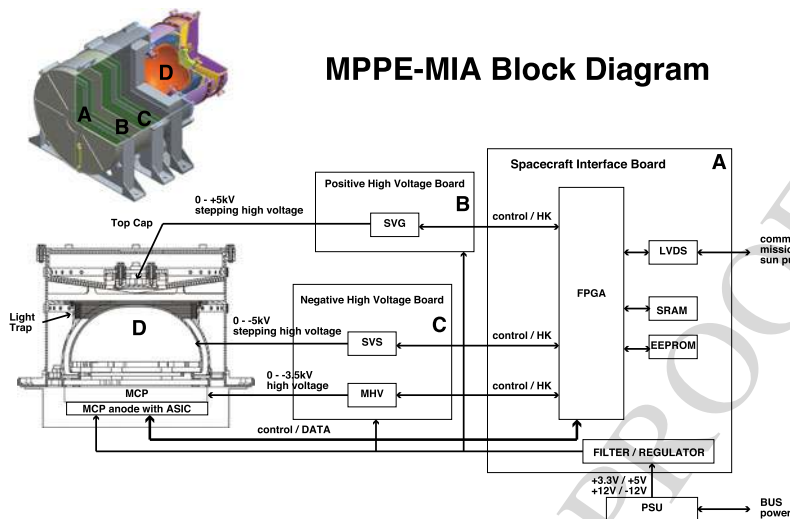 MPPE-MIA Block Diagram
D
A
B
C
Spacecraft Interface Board
A
Positive High Voltage Board
B
SVG
0 - +5kV
stepping high voltage
Top Cap
control / HK
LVDS
FPGA
SRAM
EEPROM
Negative High Voltage Board
C
Light
Trap
D
0 - -5kV
stepping high voltage
SVS
control / HK
0 - -3.5kV
high voltage
MHV
control / HK
MCP
MCP anode with ASIC
control / DATA
FILTER / REGULATOR
+3.3V / +5V
+12V / -12V
PSU
BUS
power
sun